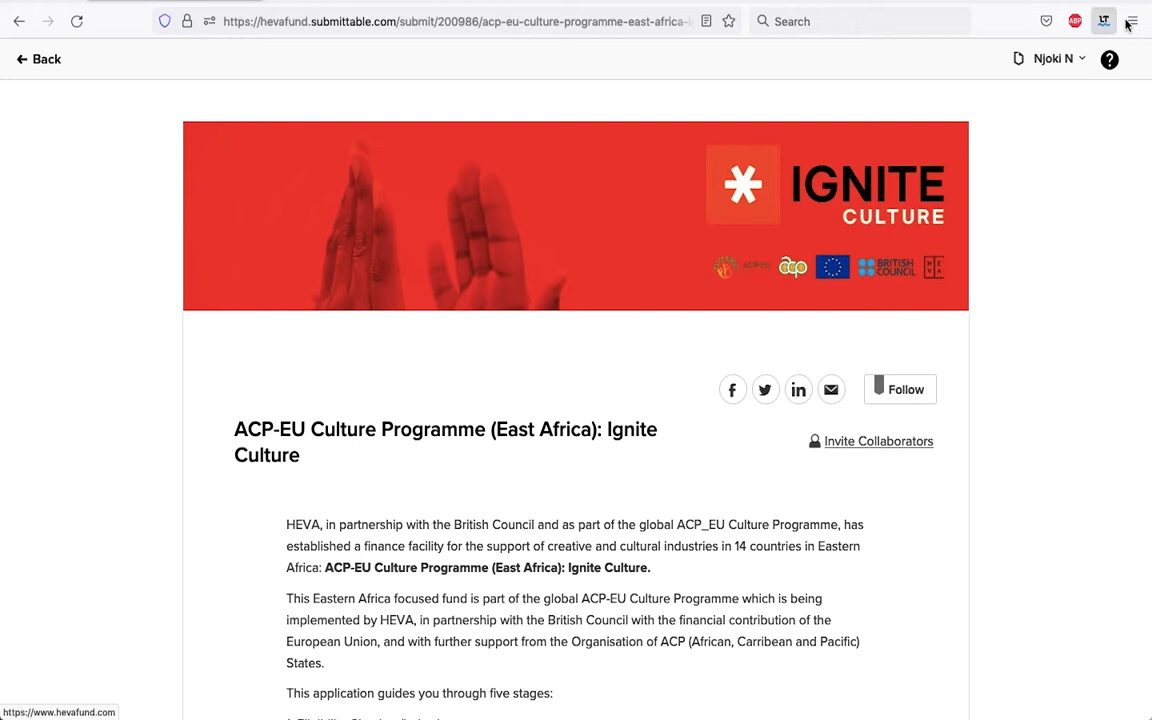 https://hevafund.submittable.com/submit/200986/acp-eu-culture-programme-east-africa-
Search
ABP
LT
Back
Njoki N
?
IGNITE
CULTURE
ACP-EU
acp
BRITISH
COUNCIL
HEVA
Follow
ACP-EU Culture Programme (East Africa): Ignite
Culture
Invite Collaborators
HEVA, in partnership with the British Council and as part of the global ACP_EU Culture Programme, has
established a finance facility for the support of creative and cultural industries in 14 countries in Eastern
Africa: ACP-EU Culture Programme (East Africa): Ignite Culture.
This Eastern Africa focused fund is part of the global ACP-EU Culture Programme which is being
implemented by HEVA, in partnership with the British Council with the financial contribution of the
European Union, and with further support from the Organisation of ACP (African, Carribean and Pacific)
States.
This application guides you through five stages:
https://www.hevafund.com